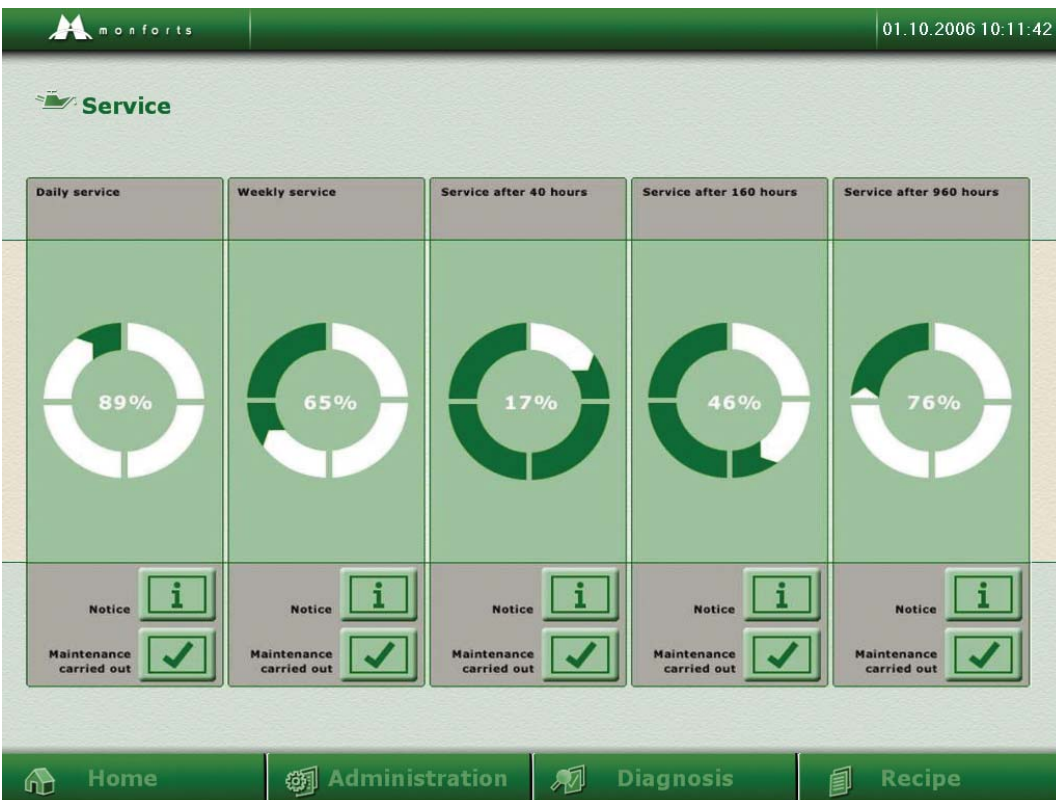 monforts
01.10.2006 10:11:42
Service
Daily service
Weekly service
Service after 40 hours
Service after 160 hours
Service after 960 hours
89%
65%
17%
46%
76%
Notice
Maintenance
carried out
Notice
Maintenance
carried out
Notice
Maintenance
carried out
Notice
Maintenance
carried out
Notice
Maintenance
carried out
Home
Administration
Diagnosis
Recipe